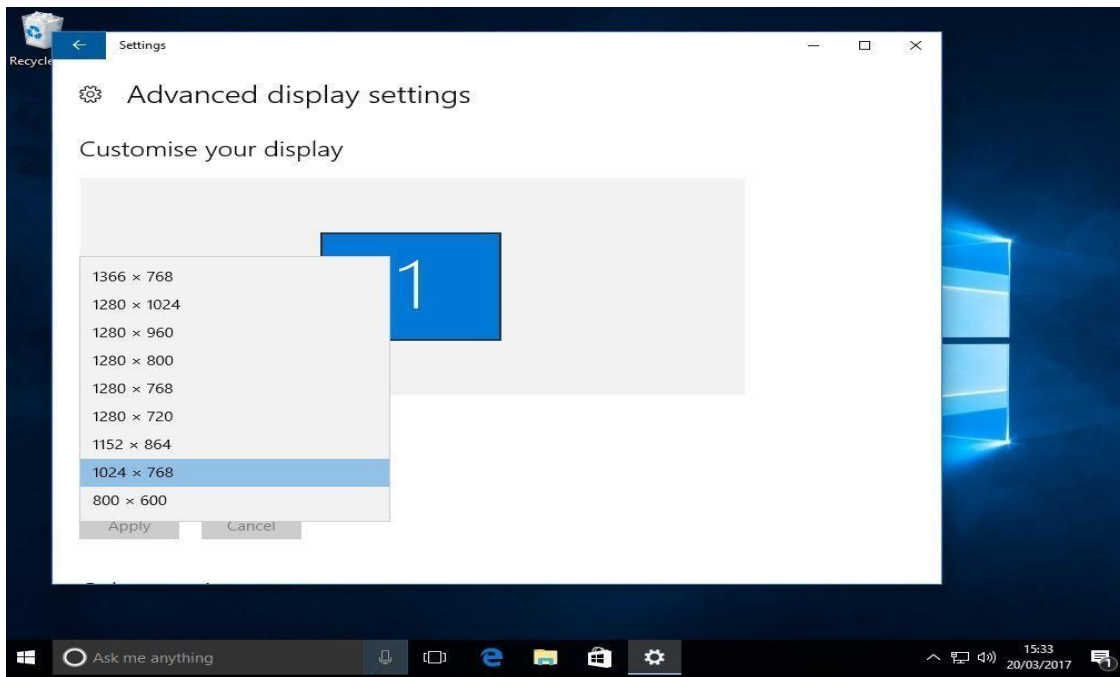 Recycle
Settings
Advanced display settings
Customise your display
1
1366 × 768
1280 × 1024
1280 × 960
1280 × 800
1280 × 768
1280 × 720
1152 × 864
1024 × 768
800 × 600
Apply Cancel
Ask me anything
15:33
20/03/2017
1